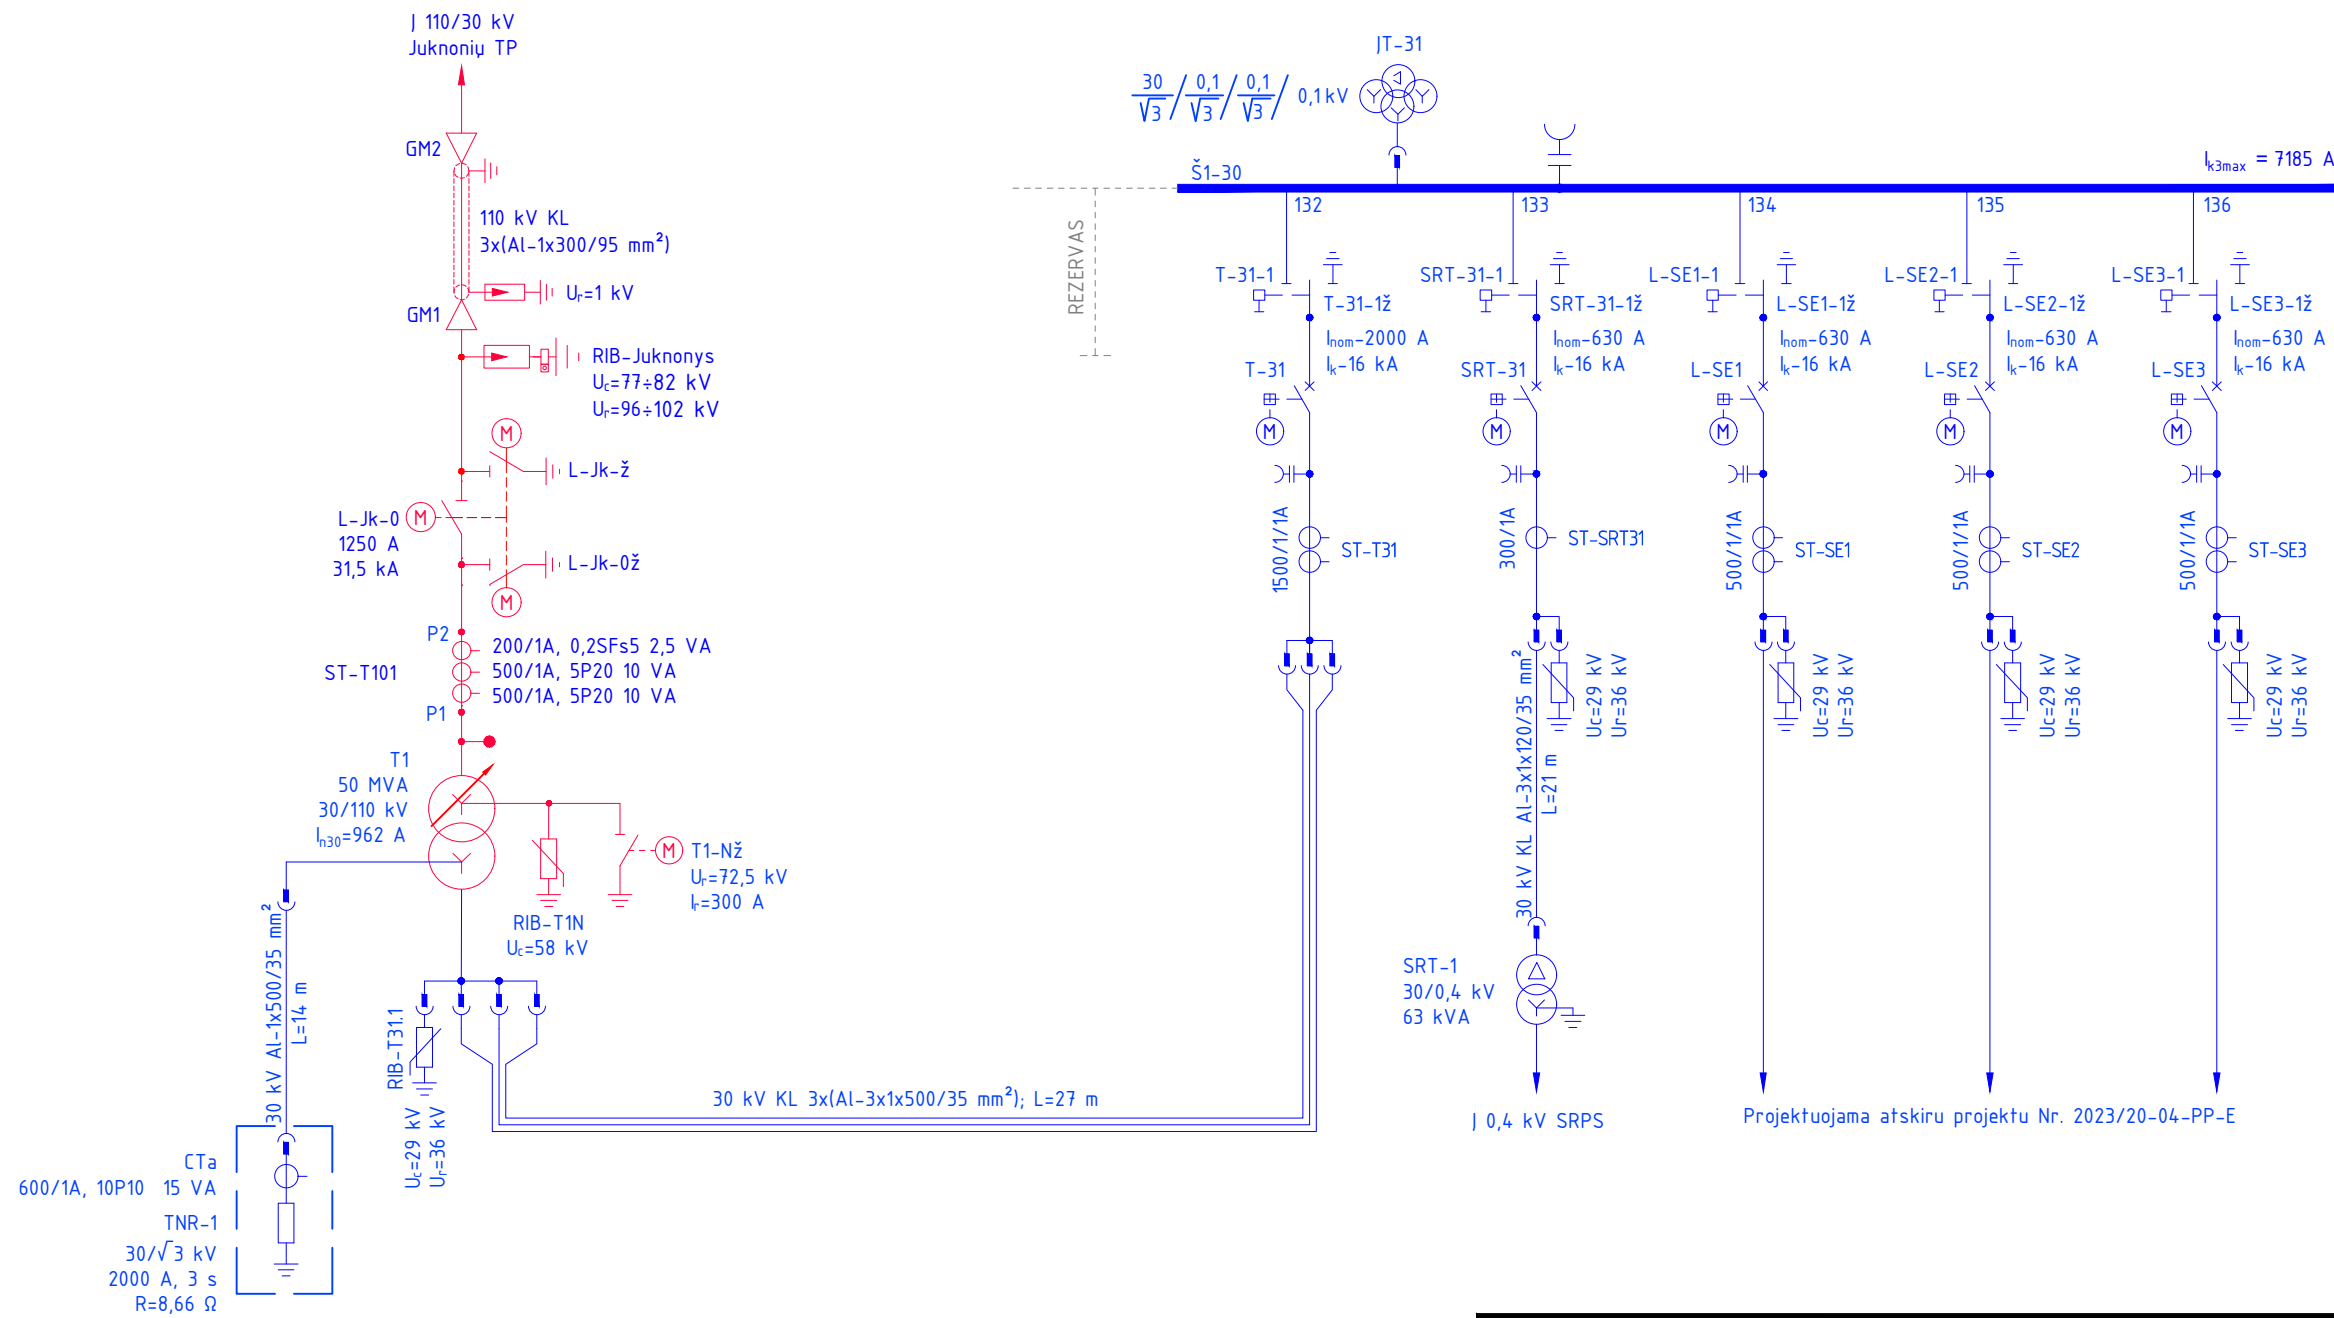 J 110/30 kV
Juknonių TP
GM2
110 kV KL
3x(Al-1x300/95 mm²)
Ur=1 kV
GM1
RIB-Juknonys
Uc=77÷82 kV
Ur=96÷102 kV
M
L-Jk-ž
L-Jk-0
M
1250 A
31,5 kA
L-Jk-0ž
M
P2
ST-T101
200/1A, 0,2SFs5 2,5 VA
500/1A, 5P20 10 VA
500/1A, 5P20 10 VA
P1
T1
50 MVA
30/110 kV
In30=962 A
M
T1-Nž
Ur=72,5 kV
Ir=300 A
RIB-T1N
Uc=58 kV
30 kV Al-1x500/35 mm²
L=14 m
RIB-T31.1
Uc=29 kV
Ur=36 kV
30 kV KL 3x(Al-3x1x500/35 mm²); L=27 m
CTa
600/1A, 10P10 15 VA
TNR-1
30/√3 kV
2000 A, 3 s
R=8,66 Ω
JT-31
30/√3 / 0,1/√3 / 0,1/√3 / 0,1kV
Š1-30
Ik3max = 7185 A
REZERVAS
132
T-31-1
T-31-1ž
Inom-2000 A
Ik-16 kA
T-31
M
1500/1/1A
ST-T31
133
SRT-31-1
SRT-31-1ž
Inom-630 A
Ik-16 kA
SRT-31
M
300/1A
ST-SRT31
Uc=29 kV
Ur=36 kV
30 kV KL Al-3x1x120/35 mm²
L=21 m
SRT-1
30/0,4 kV
63 kVA
J 0,4 kV SRPS
134
L-SE1-1
L-SE1-1ž
Inom-630 A
Ik-16 kA
L-SE1
M
500/1/1A
ST-SE1
Uc=29 kV
Ur=36 kV
135
L-SE2-1
L-SE2-1ž
Inom-630 A
Ik-16 kA
L-SE2
M
500/1/1A
ST-SE2
Uc=29 kV
Ur=36 kV
136
L-SE3-1
L-SE3-1ž
Inom-630 A
Ik-16 kA
L-SE3
M
500/1/1A
ST-SE3
Uc=29 kV
Ur=36 kV
Projektuojama atskiru projektu Nr. 2023/20-04-PP-E